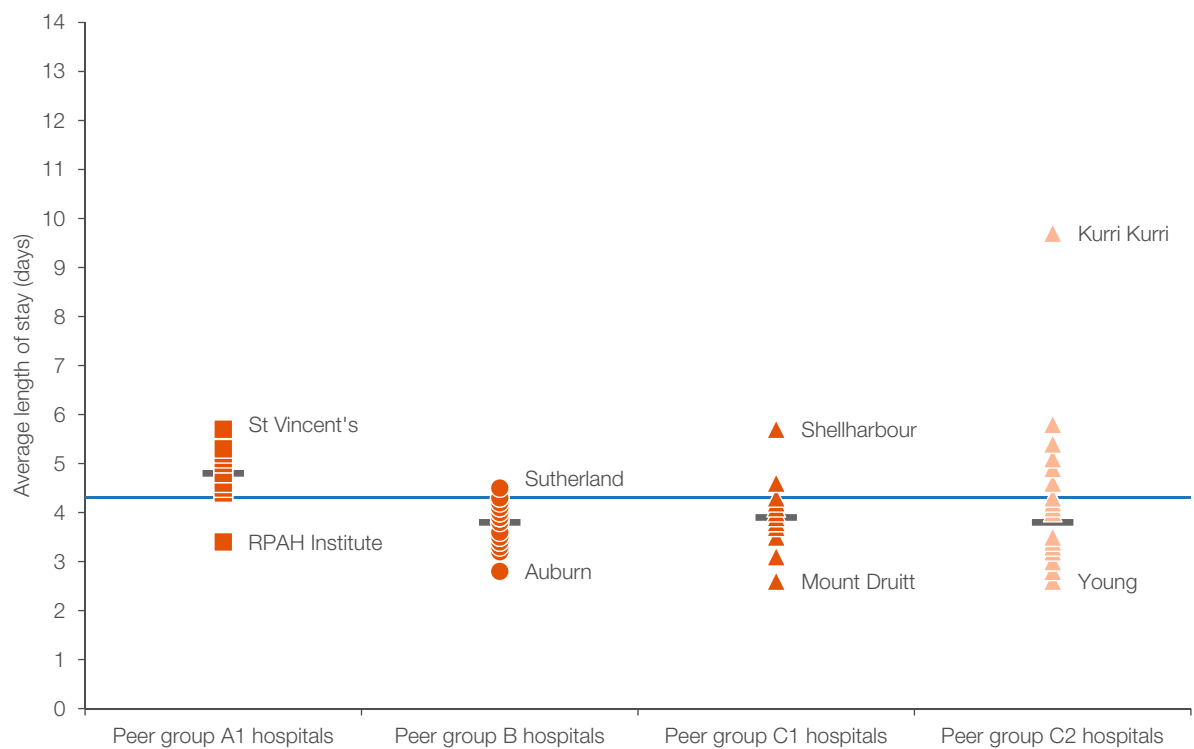 Average length of stay (days)
14
13
12
11
10
9
8
7
6
5
4
3
2
1
0
St Vincent's
RPAH Institute
Sutherland
Auburn
Shellharbour
Mount Druitt
Kurri Kurri
Young
Peer group A1 hospitals
Peer group B hospitals
Peer group C1 hospitals
Peer group C2 hospitals